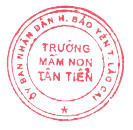 ỦY BAN NHÂN DÂN H. BẢO YÊN T. LÀO CAI
TRƯỜNG
MẦM NON
TÂN TIẾN